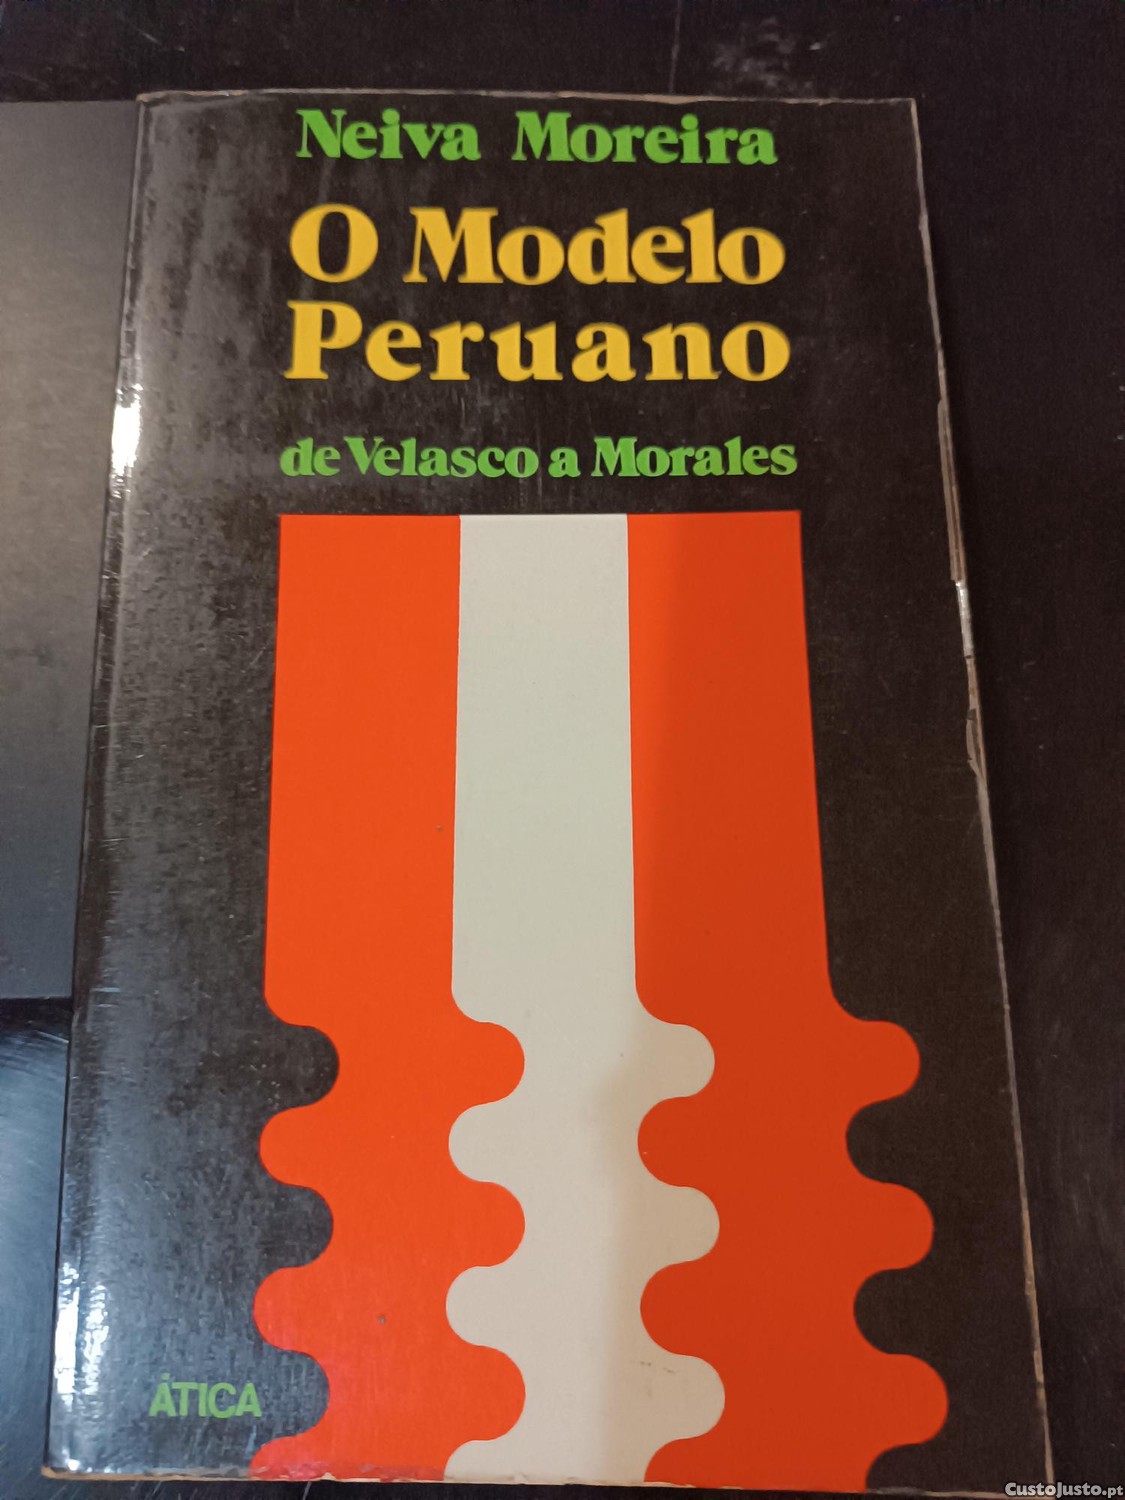 Neiva Moreira
O Modelo
Peruano
de Velasco a Morales
ÁTICA
CustoJusto.pt